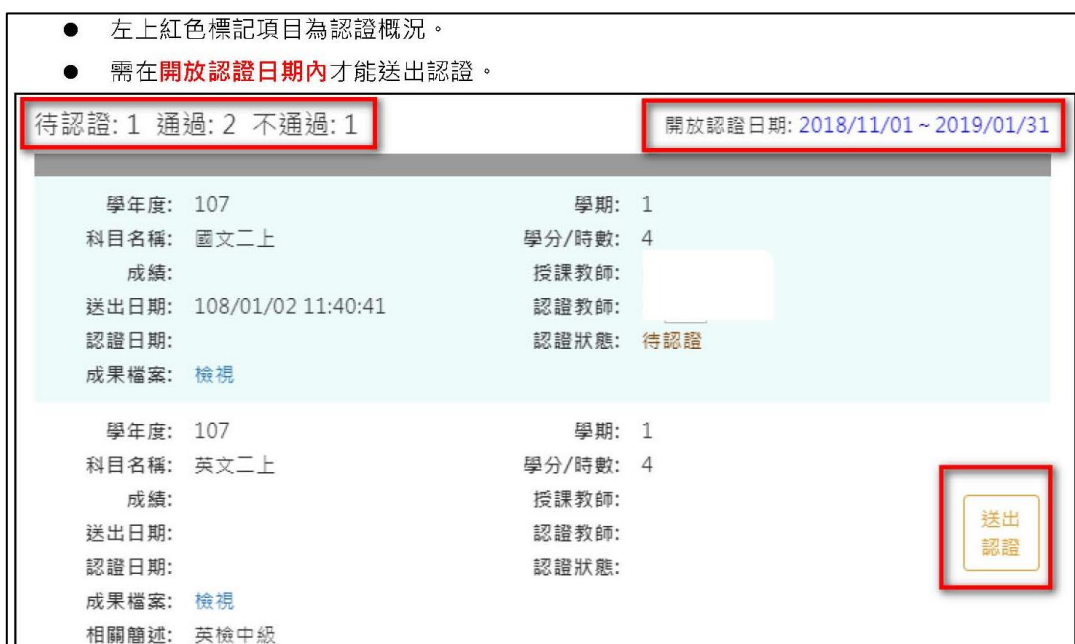 ● 左上紅色標記項目為認證概況。
● 需在開放認證日期內才能送出認證。
待認證: 1 通過: 2 不通過: 1 開放認證日期: 2018/11/01 ~ 2019/01/31
學年度: 107 學期: 1
科目名稱: 國文二上 學分/時數: 4
成績: 授課教師:
送出日期: 108/01/02 11:40:41 認證教師:
認證日期: 認證狀態: 待認證
成果檔案: 檢視
學年度: 107 學期: 1
科目名稱: 英文二上 學分/時數: 4
成績: 授課教師:
送出日期: 認證教師:
認證日期: 認證狀態:
成果檔案: 檢視
相關簡述: 英檢中級
送出
認證